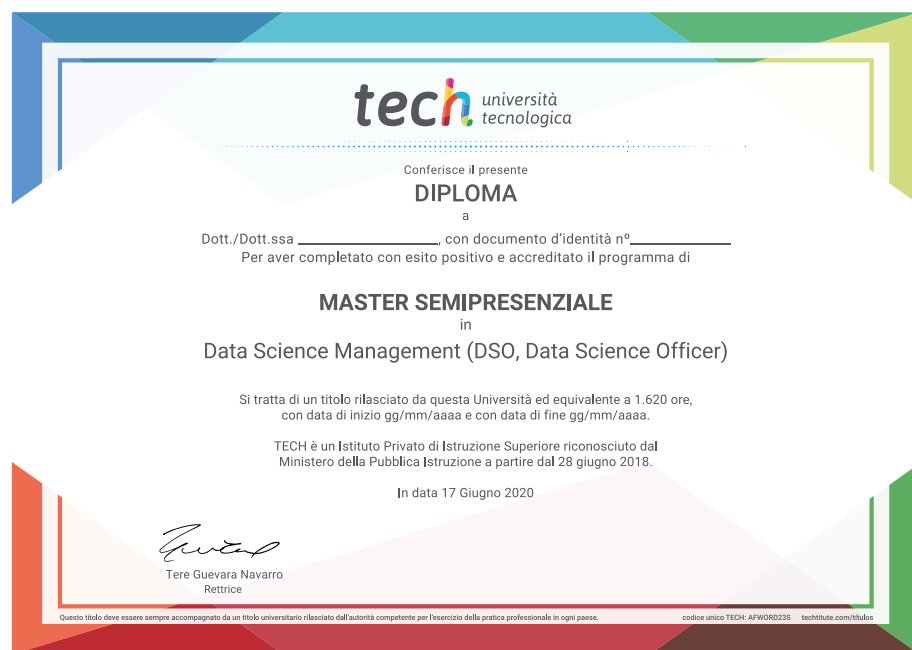 tech università
tecnologica
Conferisce il presente
DIPLOMA
a
Dott./Dott.ssa ____________________, con documento d'identità nº______________
Per aver completato con esito positivo e accreditato il programma di
MASTER SEMIPRESENZIALE
in
Data Science Management (DSO, Data Science Officer)
Si tratta di un titolo rilasciato da questa Università ed equivalente a 1.620 ore,
con data di inizio gg/mm/aaaa e con data di fine gg/mm/aaaa.
TECH è un Istituto Privato di Istruzione Superiore riconosciuto dal
Ministero della Pubblica Istruzione a partire dal 28 giugno 2018.
In data 17 Giugno 2020
Tere Guevara Navarro
Rettrice
Questo titolo deve essere sempre accompagnato da un titolo universitario rilasciato dall'autorità competente per l'esercizio della pratica professionale in ogni paese. codice unico TECH: AFWORD23S techtitute.com/títulos